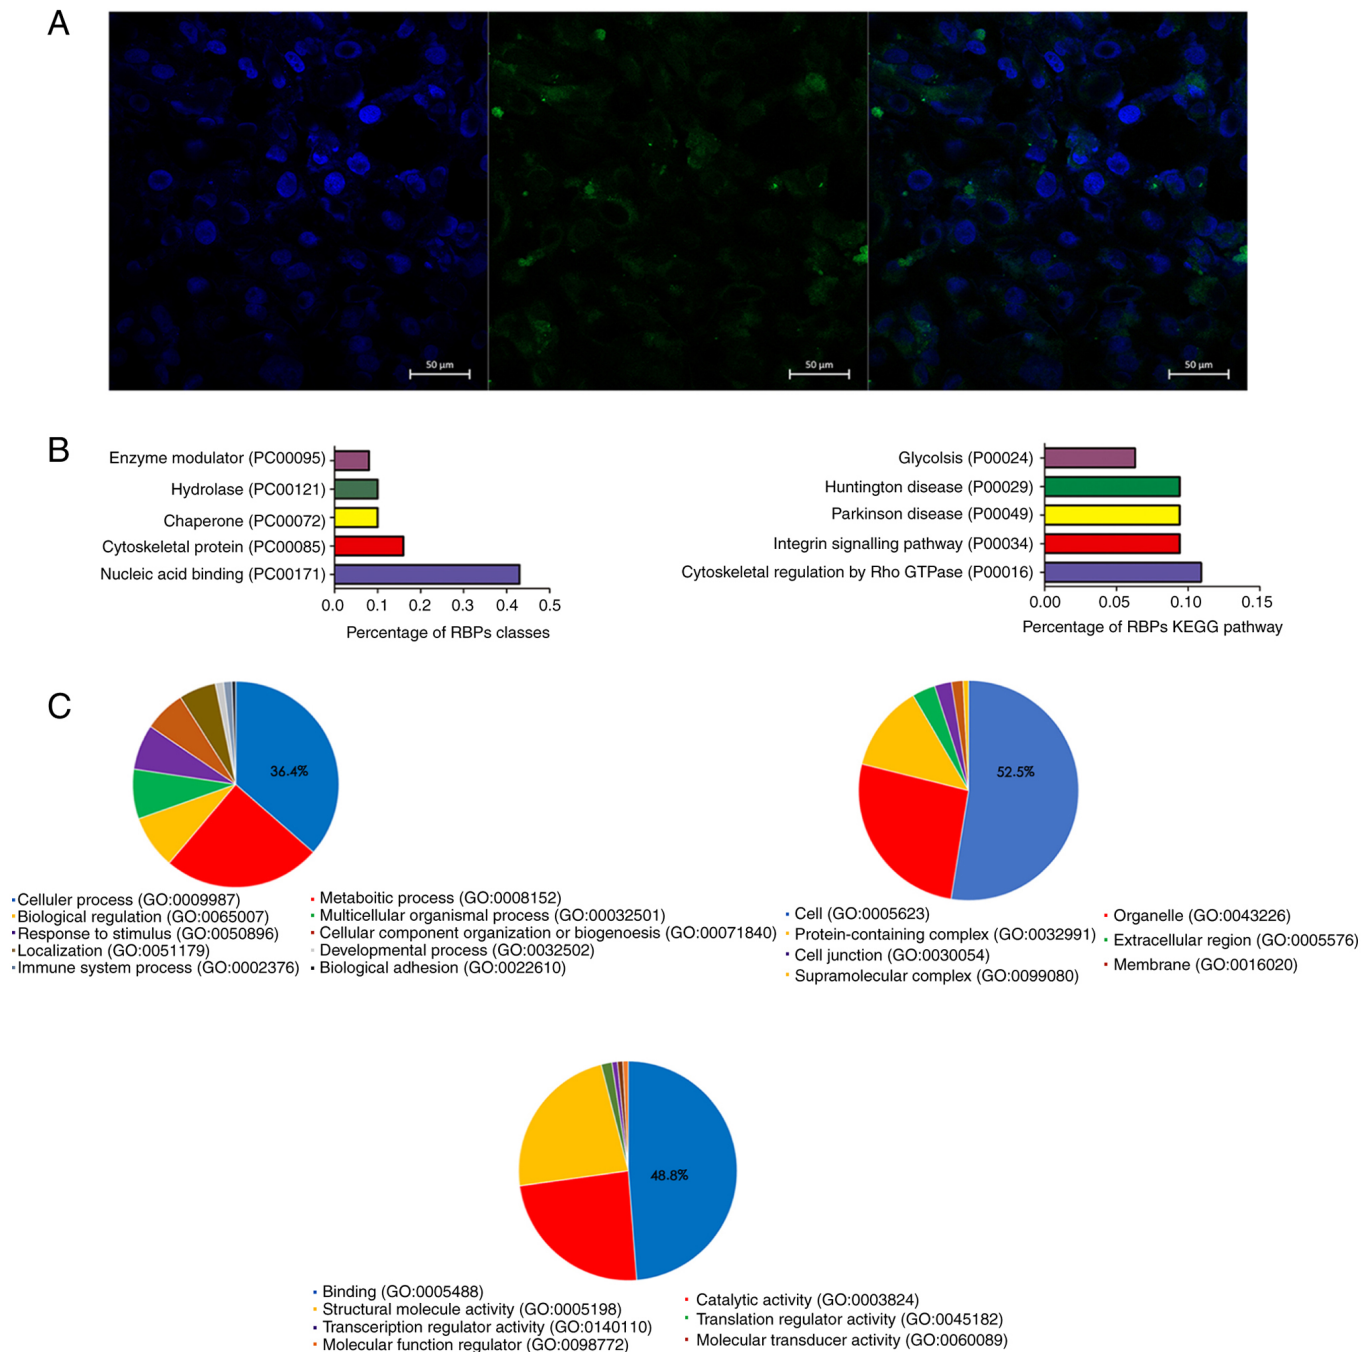 A
50 µm
50 µm
50 µm
B
Enzyme modulator (PC00095)
Hydrolase (PC00121)
Chaperone (PC00072)
Cytoskeletal protein (PC00085)
Nucleic acid binding (PC00171)
0.0 0.1 0.2 0.3 0.4 0.5
Percentage of RBPs classes
Glycolsis (P00024)
Huntington disease (P00029)
Parkinson disease (P00049)
Integrin signalling pathway (P00034)
Cytoskeletal regulation by Rho GTPase (P00016)
0.00 0.05 0.10 0.15
Percentage of RBPs KEGG pathway
C
36.4%
Celluler process (GO:0009987)
Biological regulation (GO:0065007)
Response to stimulus (GO:0050896)
Localization (GO:0051179)
Immune system process (GO:0002376)
Metaboitic process (GO:0008152)
Multicellular organismal process (GO:00032501)
Cellular component organization or biogenoesis (GO:00071840)
Developmental process (GO:0032502)
Biological adhesion (GO:0022610)
52.5%
Cell (GO:0005623)
Protein-containing complex (GO:0032991)
Cell junction (GO:0030054)
Supramolecular complex (GO:0099080)
Organelle (GO:0043226)
Extracellular region (GO:0005576)
Membrane (GO:0016020)
48.8%
Binding (GO:0005488)
Structural molecule activity (GO:0005198)
Transceription regulator activity (GO:0140110)
Molecular function regulator (GO:0098772)
Catalytic activity (GO:0003824)
Translation regulator activity (GO:0045182)
Molecular transducer activity (GO:0060089)